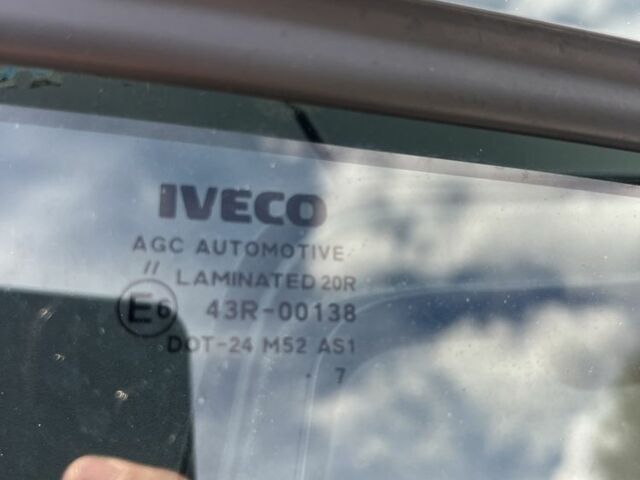 IVECO
AGC AUTOMOTIVE
// LAMINATED 20R
E6 43R-00138
DOT-24 M52 AS1
. 7